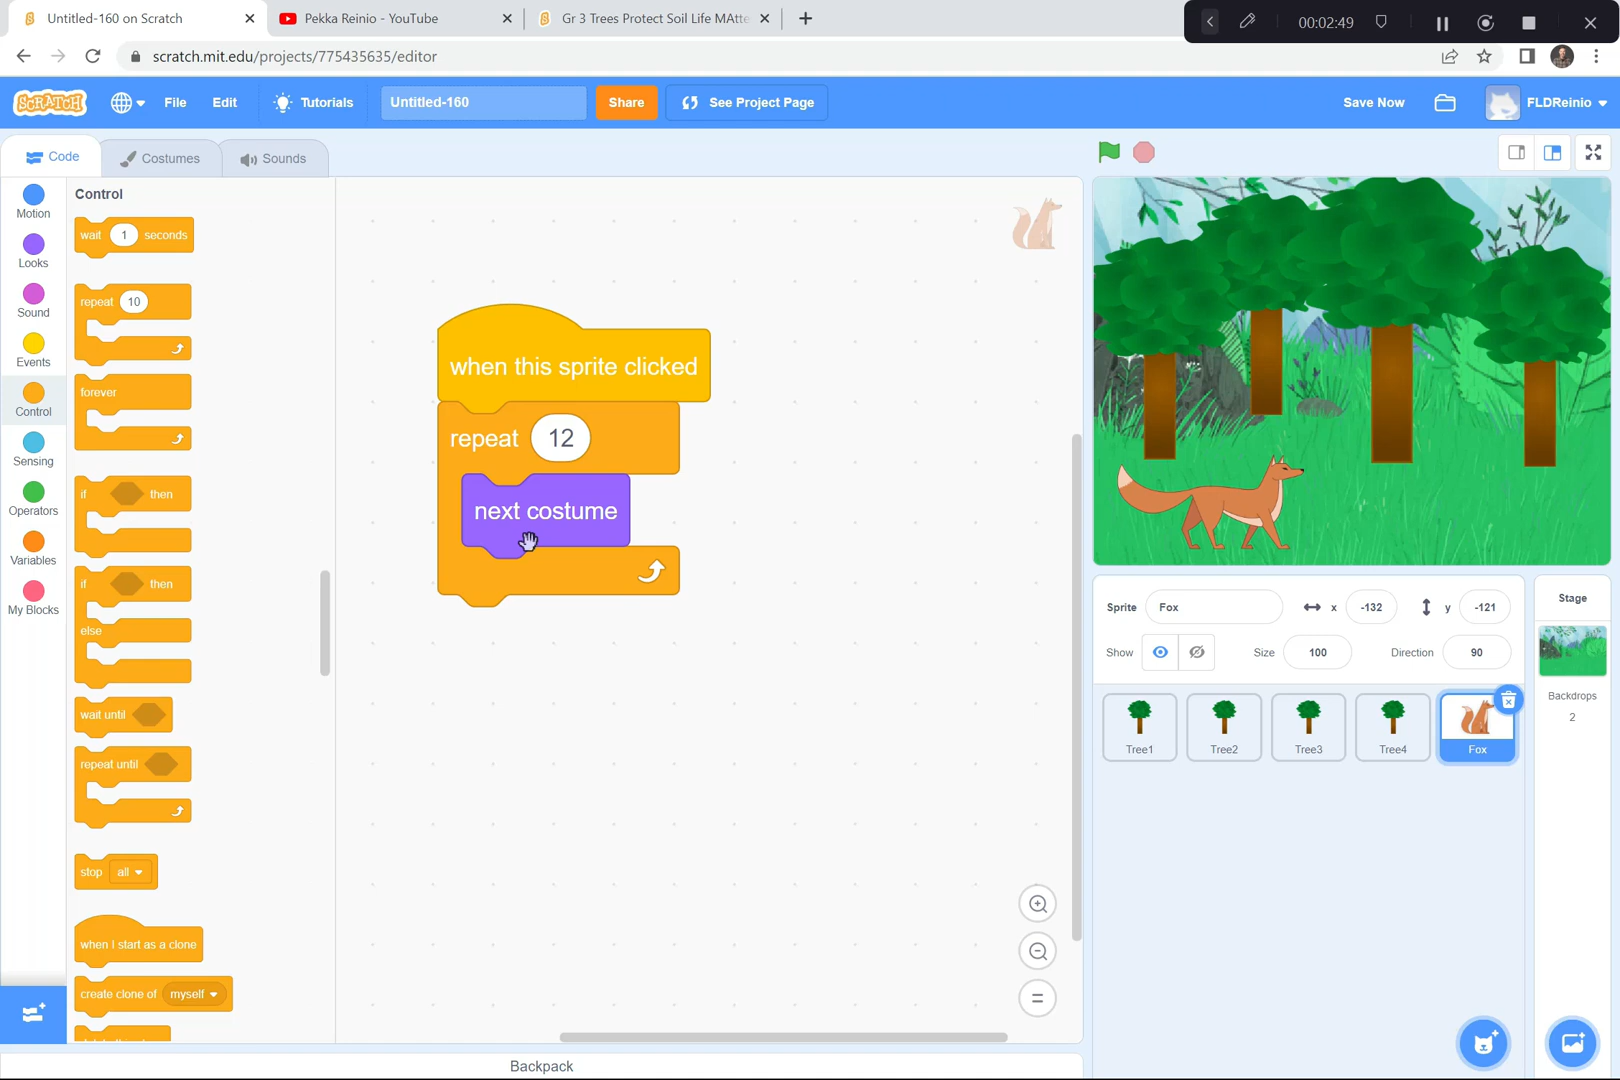 Untitled-160 on Scratch
Pekka Reinio - YouTube
Gr 3 Trees Protect Soil Life MAtte
00:02:49
scratch.mit.edu/projects/775435635/editor
SCRATCH
File
Edit
Tutorials
Untitled-160
Share
See Project Page
Save Now
FLDReinio
Code
Costumes
Sounds
Motion
Looks
Sound
Events
Control
Sensing
Operators
Variables
My Blocks
Control
wait 1 seconds
repeat 10
forever
if then
if then
else
wait until
repeat until
stop all
when I start as a clone
create clone of myself
when this sprite clicked
repeat 12
next costume
Sprite Fox x -132 y -121
Show Size 100 Direction 90
Tree1
Tree2
Tree3
Tree4
Fox
Stage
Backdrops
2
Backpack